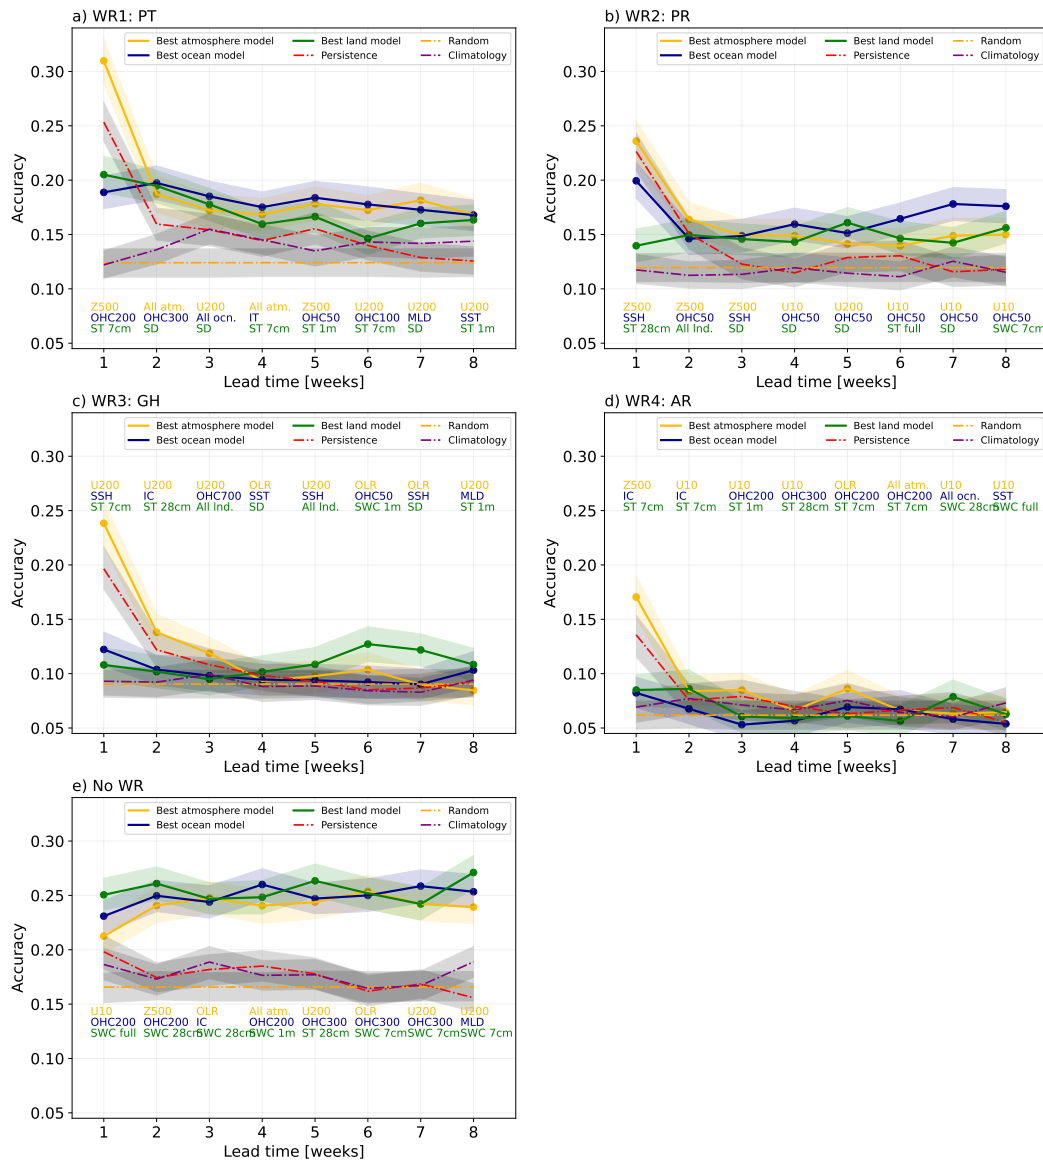 a) WR1: PT
Best atmosphere model
Best ocean model
Best land model
Persistence
Random
Climatology
Accuracy
0.30
0.25
0.20
0.15
0.10
0.05
Z500 All atm. U200 All atm. Z500 U200 U200 U200
OHC200 OHC300 All ocn. IT OHC50 OHC100 MLD SST
ST 7cm SD SD ST 7cm ST 1m ST 7cm SD ST 1m
1 2 3 4 5 6 7 8
Lead time [weeks]
b) WR2: PR
Best atmosphere model
Best ocean model
Best land model
Persistence
Random
Climatology
Accuracy
0.30
0.25
0.20
0.15
0.10
0.05
Z500 Z500 Z500 U10 U200 U10 U10 U10
SSH OHC50 SSH OHC50 OHC50 OHC50 OHC50 OHC50
ST 28cm All lnd. SD SD SD ST full SD SWC 7cm
1 2 3 4 5 6 7 8
Lead time [weeks]
c) WR3: GH
Best atmosphere model
Best ocean model
Best land model
Persistence
Random
Climatology
Accuracy
0.30
0.25
0.20
0.15
0.10
0.05
U200 U200 U200 OLR U200 OLR OLR U200
SSH IC OHC700 SST SSH OHC50 SSH MLD
ST 7cm ST 28cm All lnd. SD All lnd. SWC 1m SD ST 1m
1 2 3 4 5 6 7 8
Lead time [weeks]
d) WR4: AR
Best atmosphere model
Best ocean model
Best land model
Persistence
Random
Climatology
Accuracy
0.30
0.25
0.20
0.15
0.10
0.05
Z500 U10 U10 U10 OLR All atm. U10 U10
IC IC OHC200 OHC300 OHC200 OHC200 All ocn. SST
ST 7cm ST 7cm ST 1m ST 28cm ST 7cm ST 7cm SWC 28cm SWC full
1 2 3 4 5 6 7 8
Lead time [weeks]
e) No WR
Best atmosphere model
Best ocean model
Best land model
Persistence
Random
Climatology
Accuracy
0.30
0.25
0.20
0.15
0.10
0.05
U10 Z500 OLR All atm. U200 OLR U200 U200
OHC200 OHC200 IC OHC200 OHC300 OHC300 OHC300 MLD
SWC full SWC 28cm SWC 28cm SWC 1m ST 28cm SWC 7cm SWC 7cm SWC 7cm
1 2 3 4 5 6 7 8
Lead time [weeks]